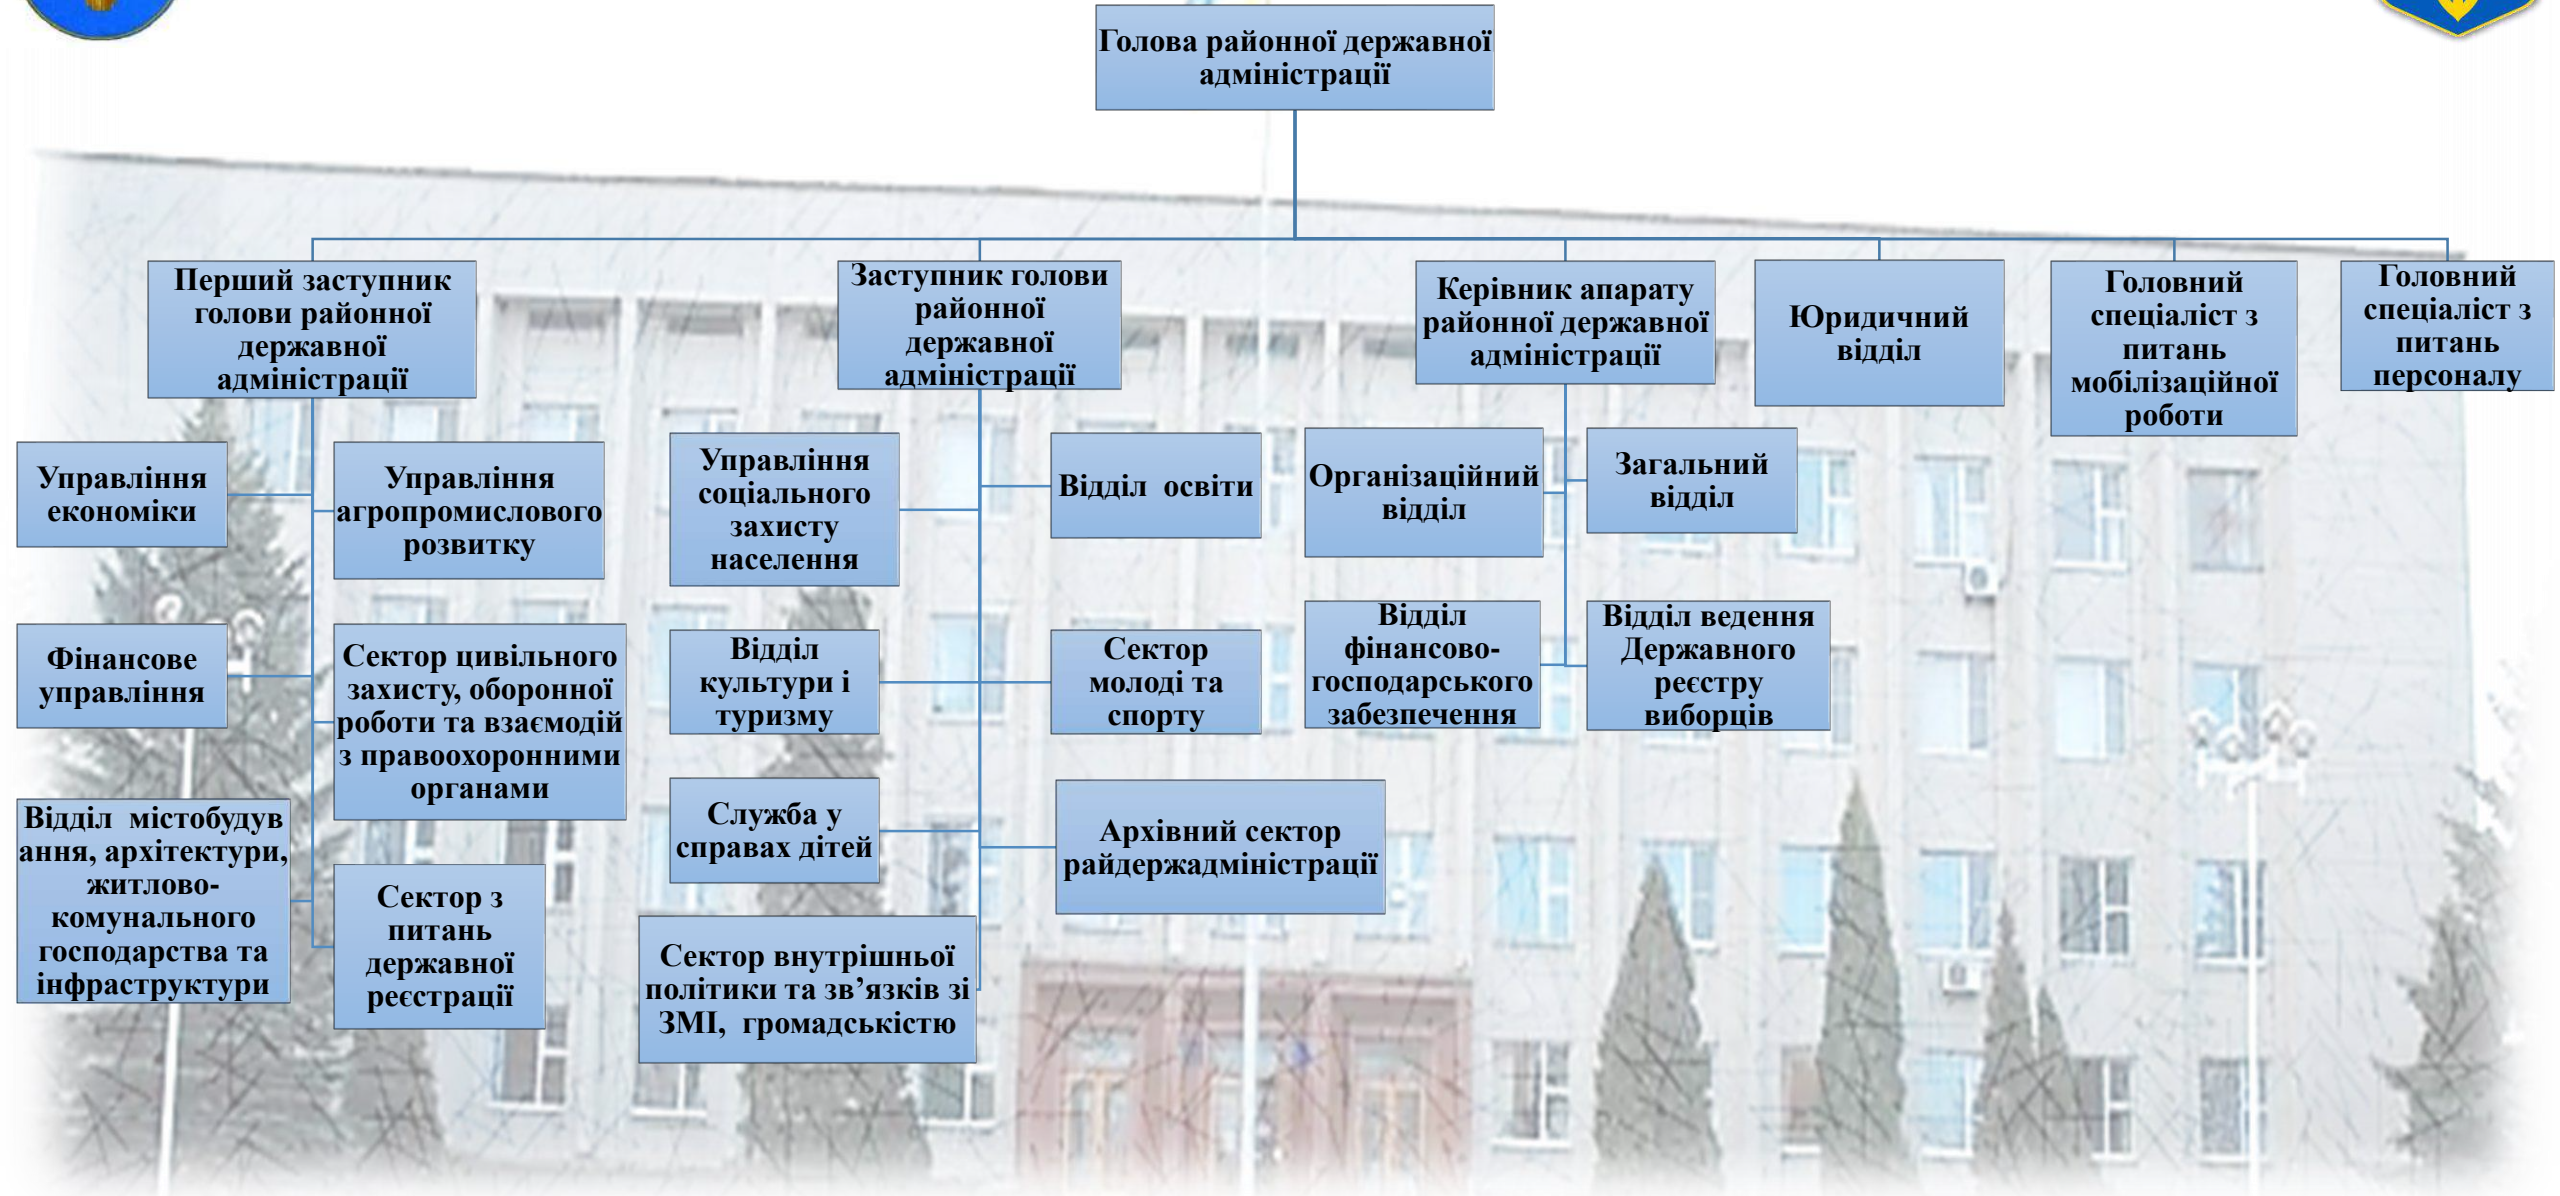 Голова районної державної
адміністрації
Перший заступник
голови районної
державної
адміністрації
Заступник голови
районної
державної
адміністрації
Керівник апарату
районної державної
адміністрації
Юридичний
відділ
Головний
спеціаліст з
питань
мобілізаційної
роботи
Головний
спеціаліст з
питань
персоналу
Управління
економіки
Управління
агропромислового
розвитку
Фінансове
управління
Сектор цивільного
захисту, оборонної
роботи та взаємодій
з правоохоронними
органами
Відділ містобудув
ання, архітектури,
житлово-
комунального
господарства та
інфраструктури
Сектор з
питань
державної
реєстрації
Управління
соціального
захисту
населення
Відділ освіти
Відділ
культури і
туризму
Сектор
молоді та
спорту
Служба у
справах дітей
Архівний сектор
райдержадміністрації
Сектор внутрішньої
політики та зв’язків зі
ЗМІ, громадськістю
Організаційний
відділ
Загальний
відділ
Відділ
фінансово-
господарського
забезпечення
Відділ ведення
Державного
реєстру
виборців